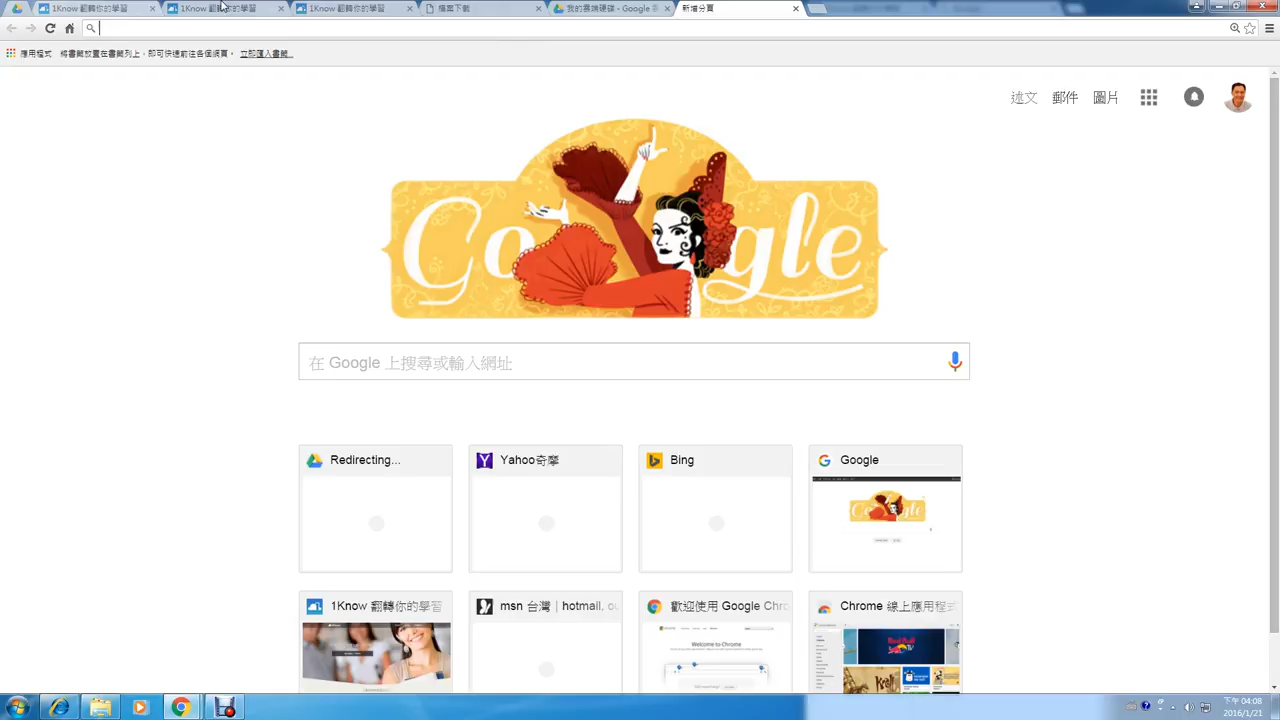 1Know 翻轉你的學習
1Know 翻轉你的學習
1Know 翻轉你的學習
檔案下載
我的雲端硬碟 - Google
新增分頁
應用程式 將書籤放置在書籤列上，即可快速前往各個網頁。 立即匯入書籤...
述文 郵件 圖片
Google
在 Google 上搜尋或輸入網址
Redirecting...
Yahoo奇摩
Bing
Google
1Know 翻轉你的學習
msn 台灣 | hotmail, ou
歡迎使用 Google Chro
Chrome 線上應用程式
Welcome to Chrome
下午 04:08
2016/1/21